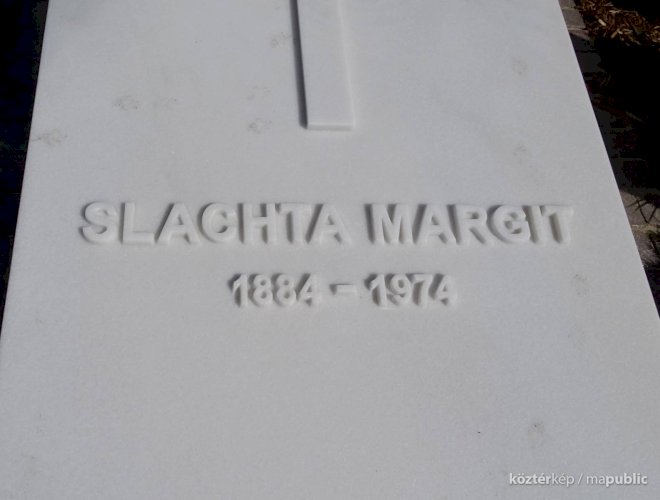 SLACHTA MARGIT
1884 - 1974
köztérkép / mapublic